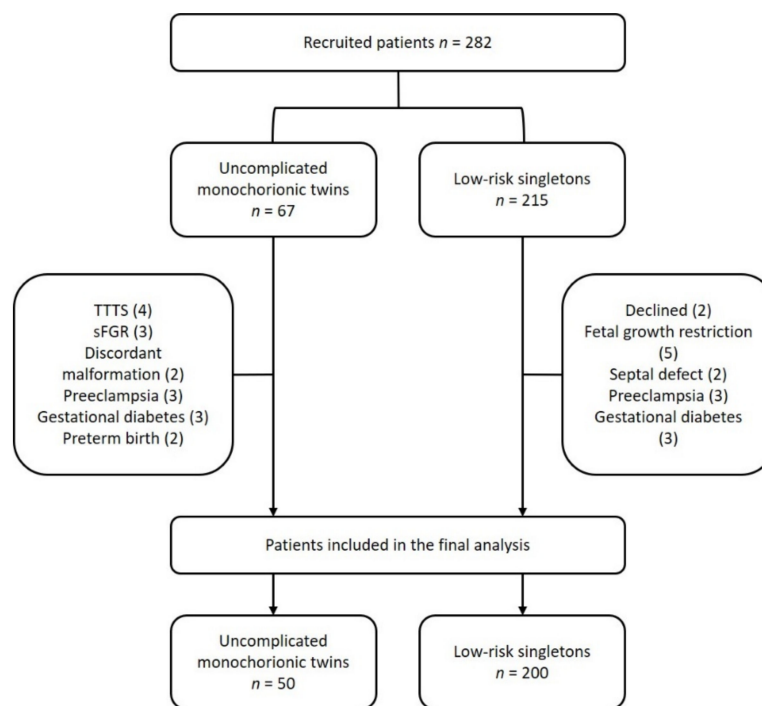 Recruited patients n = 282
Uncomplicated
monochorionic twins
n = 67
Low-risk singletons
n = 215
TTTS (4)
sFGR (3)
Discordant
malformation (2)
Preeclampsia (3)
Gestational diabetes (3)
Preterm birth (2)
Declined (2)
Fetal growth restriction
(5)
Septal defect (2)
Preeclampsia (3)
Gestational diabetes
(3)
Patients included in the final analysis
Uncomplicated
monochorionic twins
n = 50
Low-risk singletons
n = 200